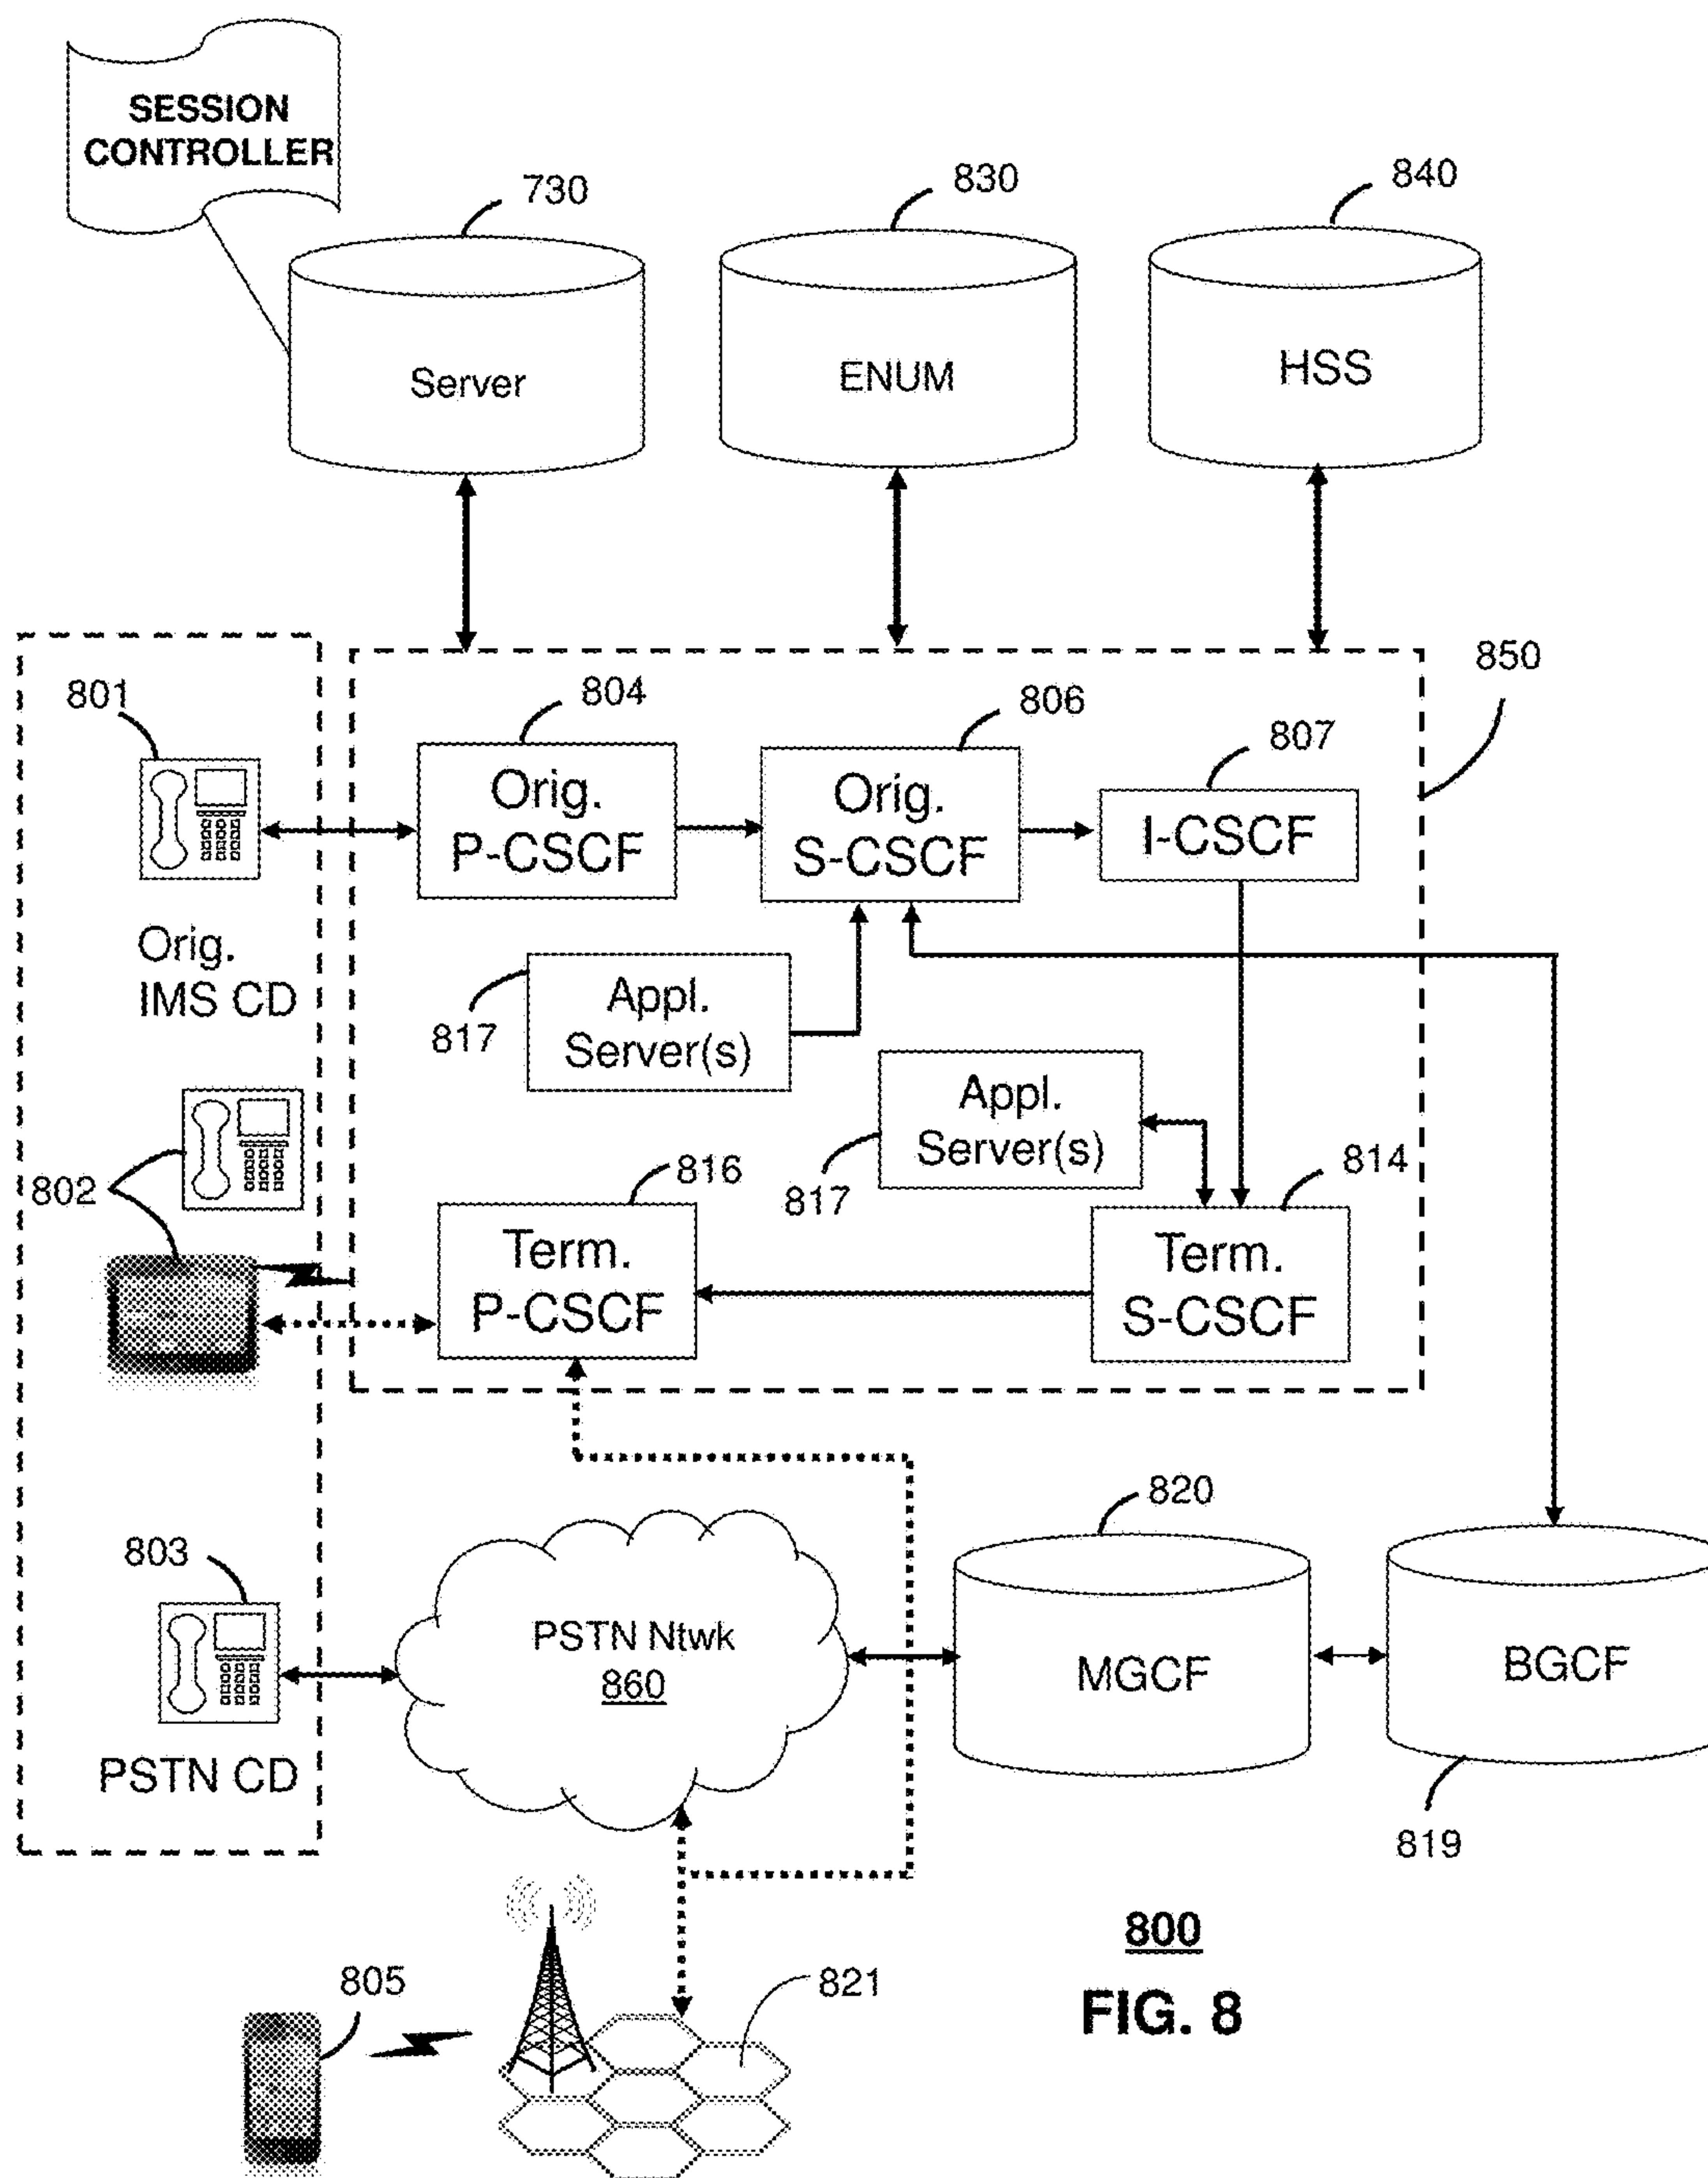 SESSION
CONTROLLER
730
830
840
Server
ENUM
HSS
850
801
804
806
807
Orig.
P-CSCF
Orig.
S-CSCF
I-CSCF
Orig.
IMS CD
817
Appl.
Server(s)
Appl.
Server(s)
817
802
816
814
Term.
P-CSCF
Term.
S-CSCF
820
803
PSTN Ntwk
860
MGCF
BGCF
PSTN CD
819
800
805
821
FIG. 8